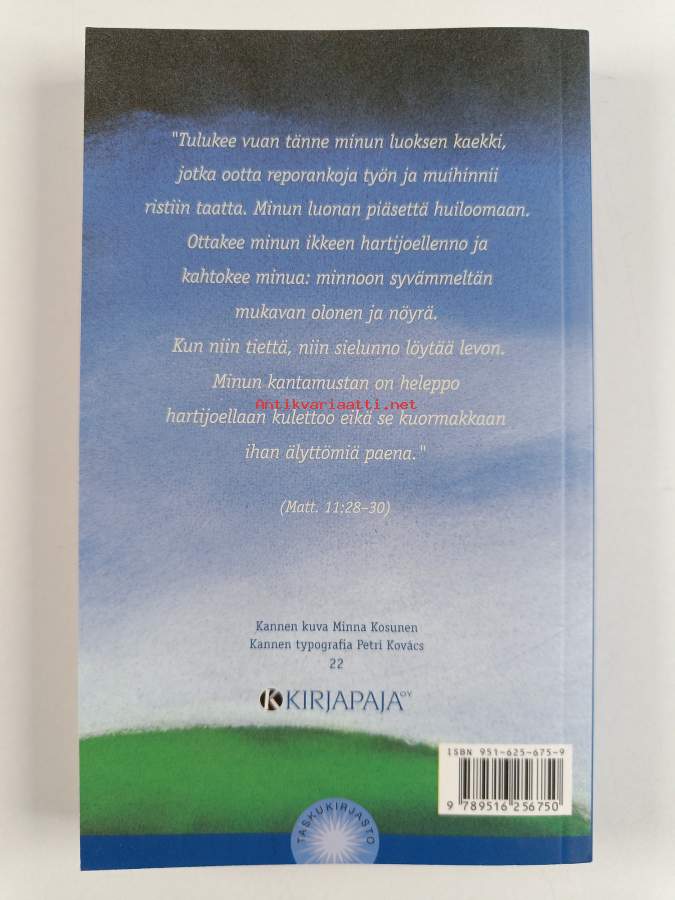 "Tulukee vuan tänne minun luoksen kaekki,
jotka ootta reporankoja työn ja muihinnii
ristiin taatta. Minun luonan piäsettä huiloomaan.
Ottakee minun ikkeen hartijoellenno ja
kahtokee minua: minnoon syvämmeltän
mukavan olonen ja nöyrä.
Kun niin tiettä, niin sielunno löytää levon.
Minun kantamustan on heleppo
Antikvariaatti.net
hartijoellaan kulettoo eikä se kuormakkaan
ihan älyttömiä paena."
(Matt. 11:28–30)
Kannen kuva Minna Kosunen
Kannen typografia Petri Kovács
22
K KIRJAPAJA OY
ISBN 951-625-675-9
9 789516 256750
TASKUKIRJASTO